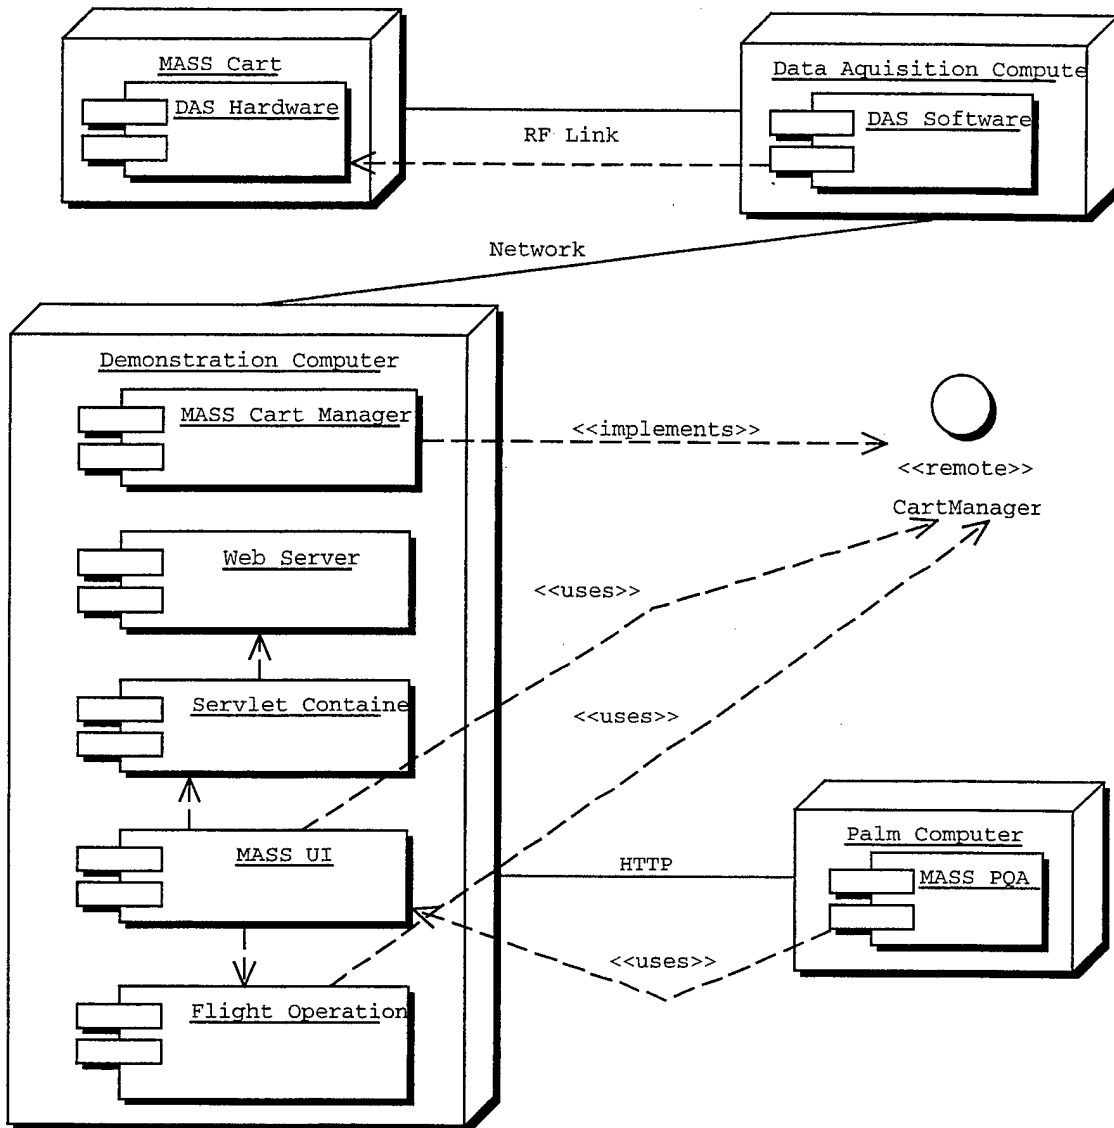 MASS Cart
DAS Hardware
Data Aquisition Compute
DAS Software
RF Link
Network
Demonstration Computer
MASS Cart Manager
<<implements>>
<<remote>>
CartManager
Web Server
<<uses>>
Servlet Containe
<<uses>>
MASS UI
HTTP
Palm Computer
MASS PQA
<<uses>>
Flight Operation